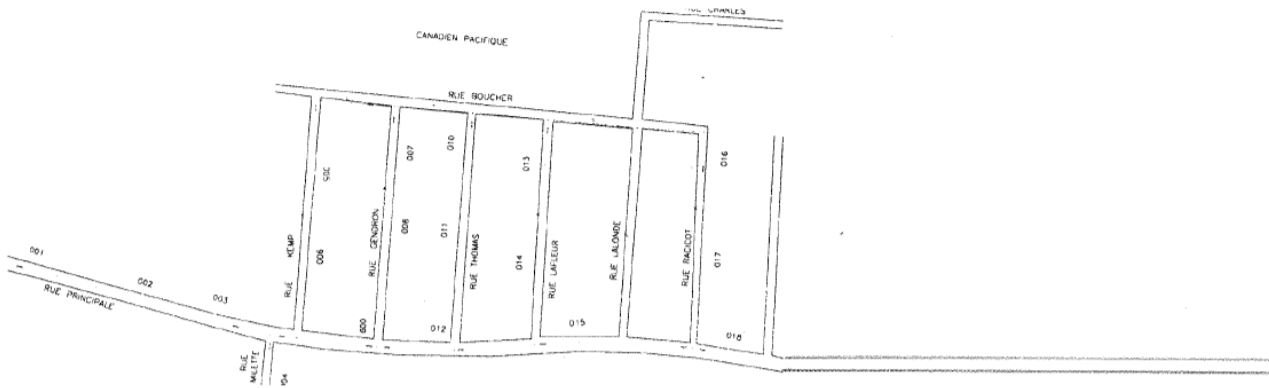 RUE CHARLES
CANADIEN PACIFIQUE
RUE BOUCHER
007
010
013
016
005
006
RUE KEMP
RUE GENDRON
008
011
RUE THOMAS
014
RUE LAFLEUR
RUE LALONDE
RUE RACICOT
017
001
002
003
RUE PRINCIPALE
009
012
015
018
RUE
MILETTE
004